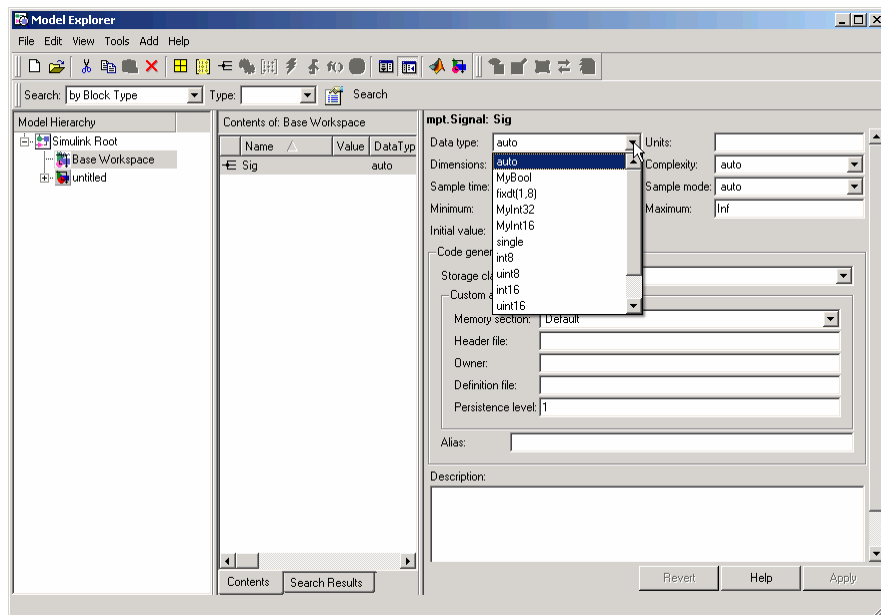 Model Explorer
File Edit View Tools Add Help
Search: by Block Type Type: Search
Model Hierarchy
Simulink Root
Base Workspace
untitled
Contents of: Base Workspace
Name Value DataTyp
Sig auto
Contents Search Results
mpt.Signal: Sig
Data type: auto Units:
Dimensions: Complexity: auto
Sample time: Sample mode: auto
Minimum: Maximum: Inf
Initial value:
auto
MyBool
fixdt(1,8)
MyInt32
MyInt16
single
int8
uint8
int16
uint16
Code gener
Storage cla
Custom a
Memory section: Default
Header file:
Owner:
Definition file:
Persistence level: 1
Alias:
Description:
Revert Help Apply